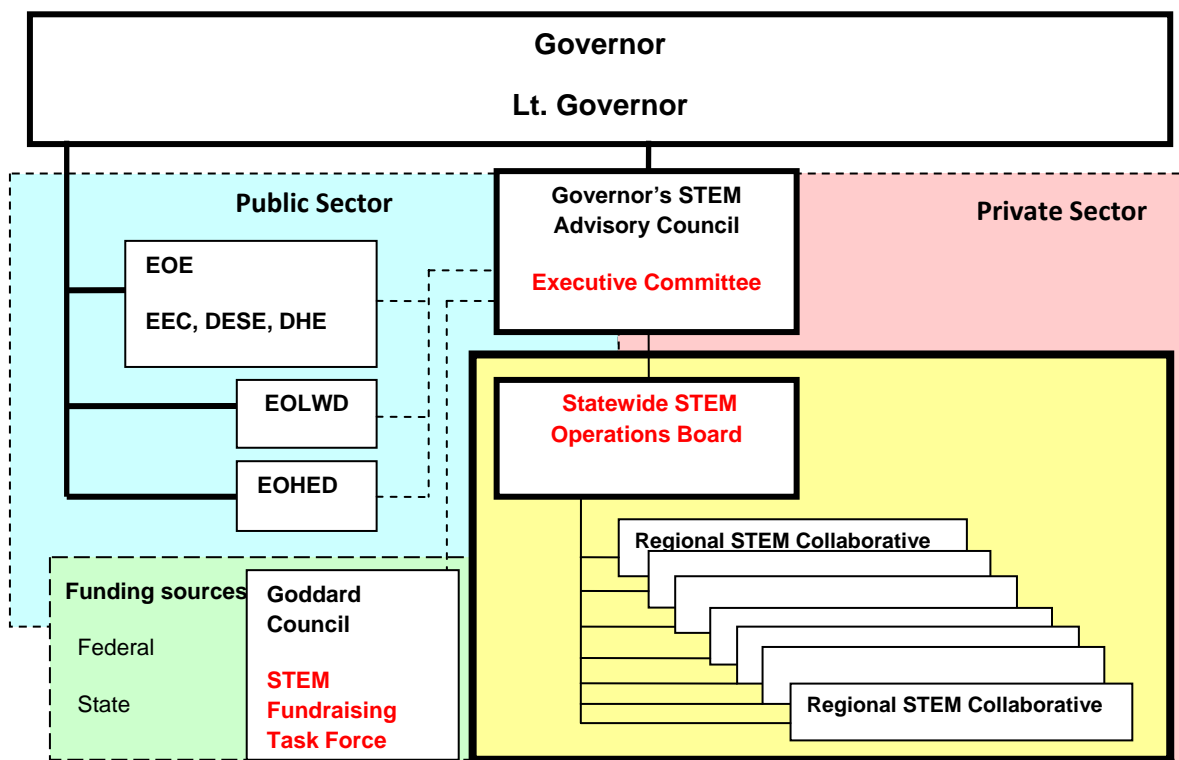 Governor
Lt. Governor
Public Sector
Governor’s STEM
Advisory Council
Executive Committee
Private Sector
EOE
EEC, DESE, DHE
EOLWD
EOHED
Statewide STEM
Operations Board
Regional STEM Collaborative
Regional STEM Collaborative
Funding sources
Federal
State
Goddard
Council
STEM
Fundraising
Task Force